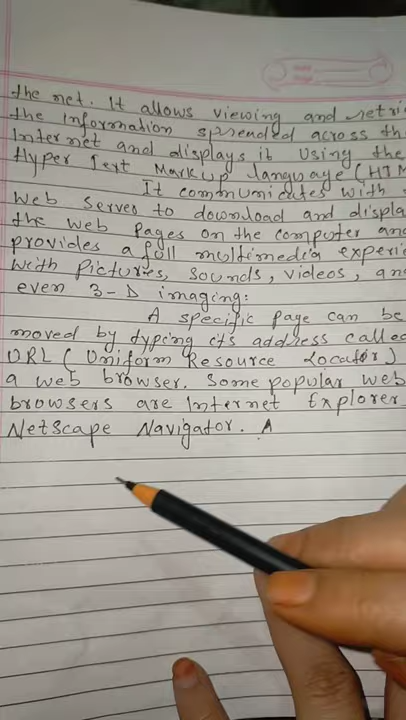 the net. It allows viewing and retri
the information spreaded across th
Internet and displays it using the
Hyper Text Markup language (HTM
It communicates with
Web server to download and displa
the web pages on the computer and
provides a full multimedia experi
with pictures, sounds, videos, an
even 3-D imaging:
A specific page can be
moved by typing its address called
URL (Uniform Resource Locator)
a web browser. Some popular web
browsers are Internet Explorer
NetScape Navigator. A